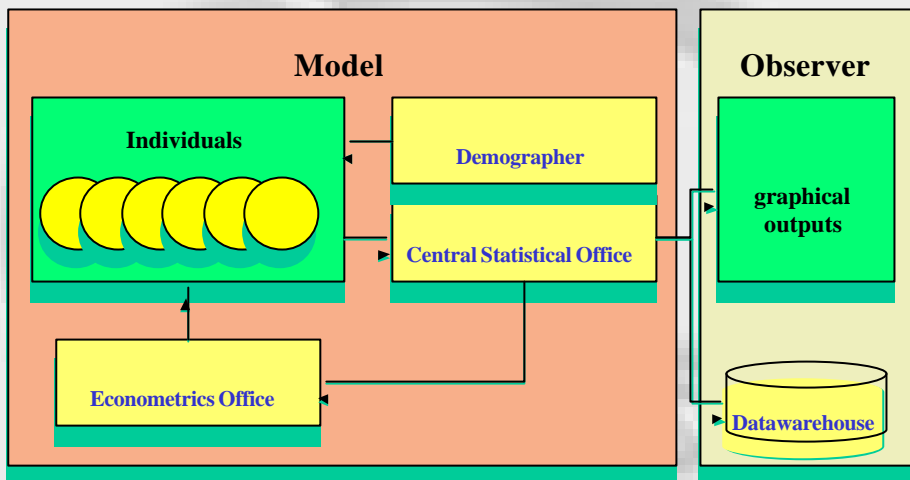 Model
Observer
Individuals
Demographer
graphical
outputs
Central Statistical Office
Econometrics Office
Datawarehouse